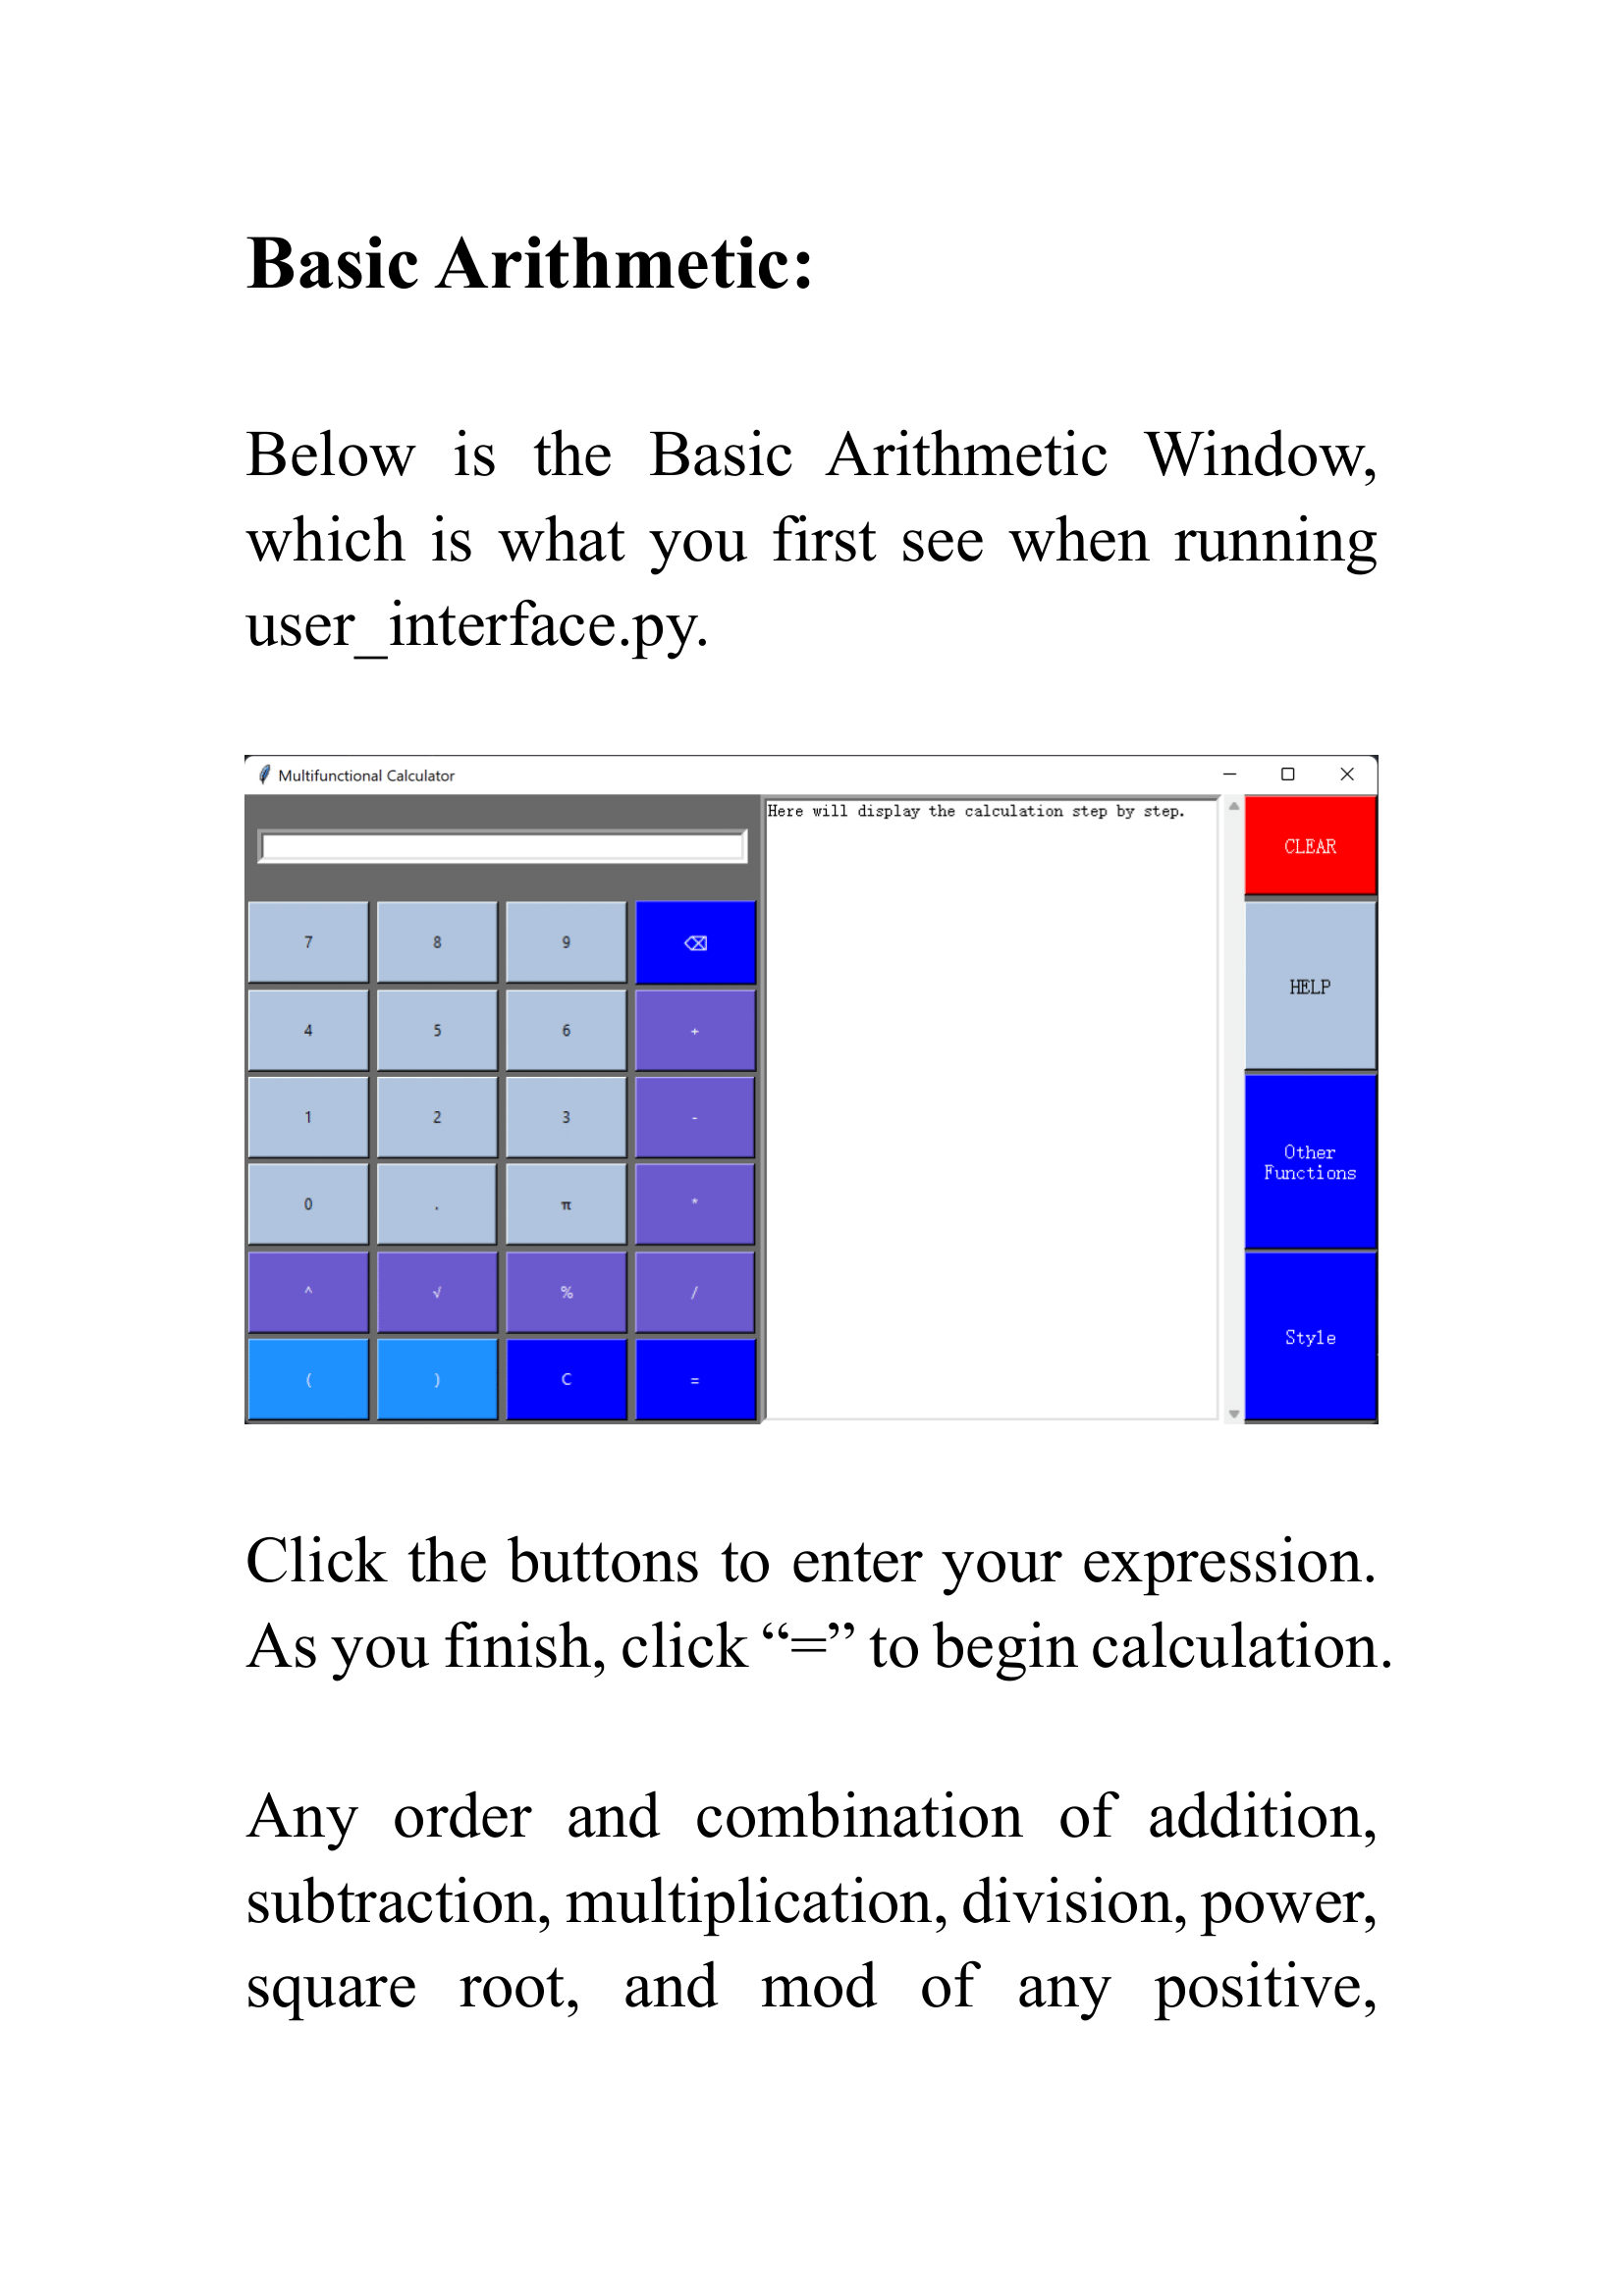 Basic Arithmetic:
Below is the Basic Arithmetic Window,
which is what you first see when running
user_interface.py.
Multifunctional Calculator
Here will display the calculation step by step.
CLEAR
7 8 9 ⌫
HELP
4 5 6 +
1 2 3 -
Other
Functions
0 . π *
^ √ % /
Style
( ) C =
Click the buttons to enter your expression.
As you finish, click “=” to begin calculation.
Any order and combination of addition,
subtraction, multiplication, division, power,
square root, and mod of any positive,